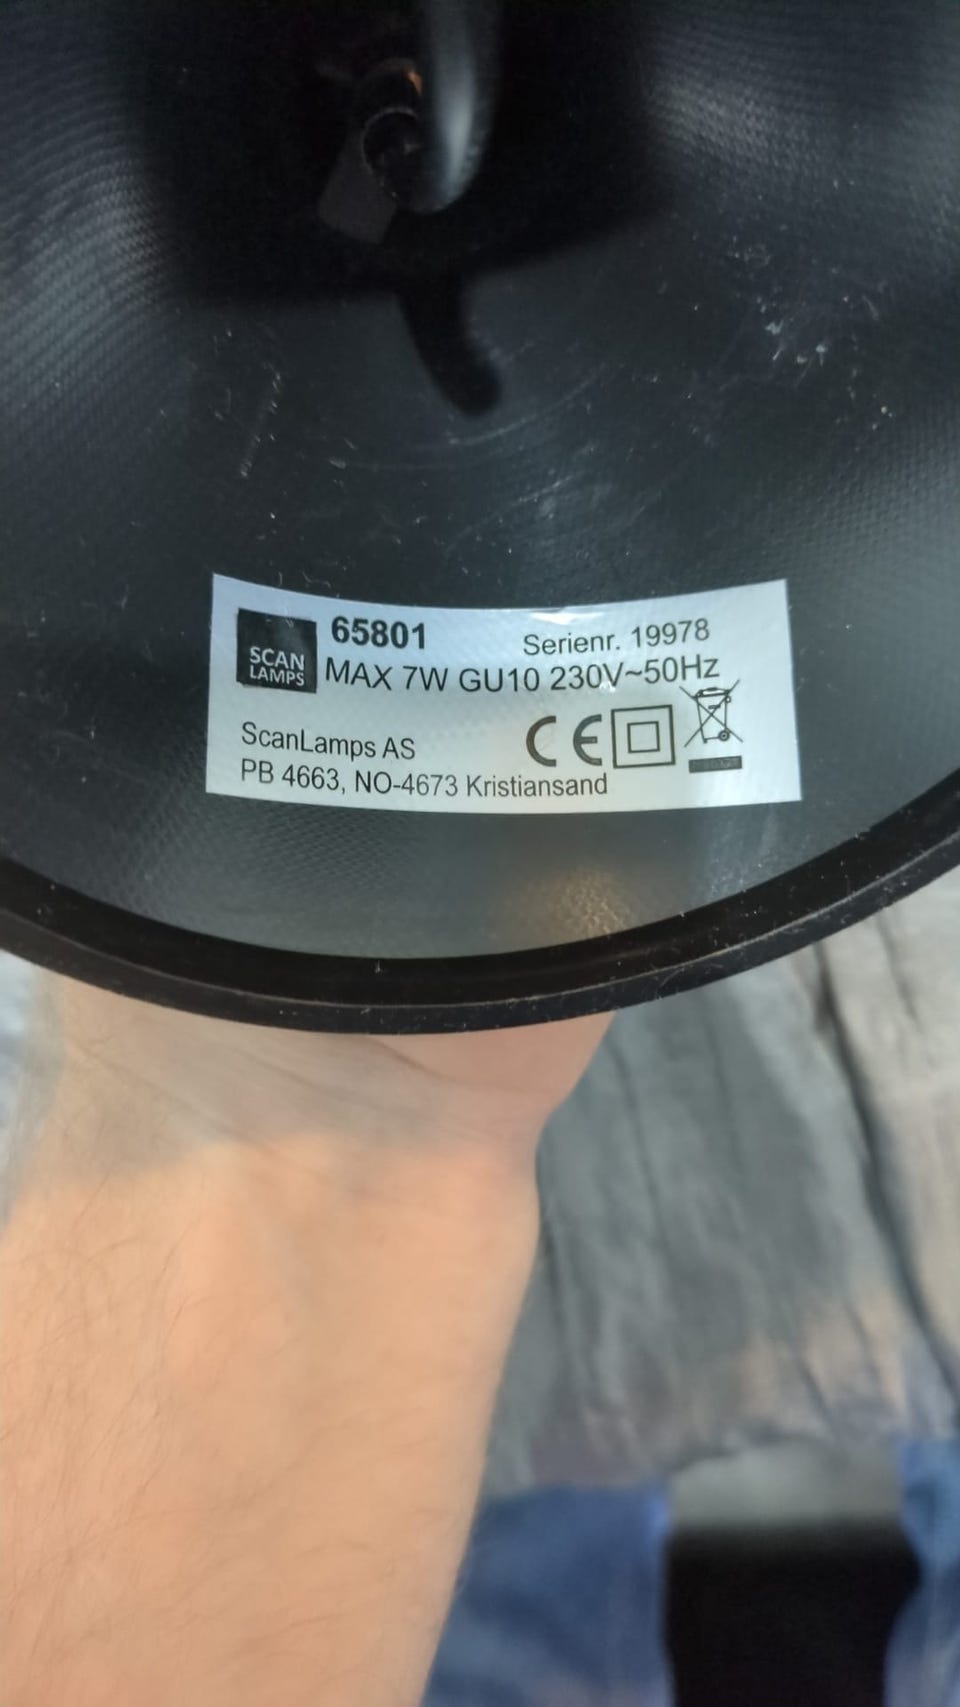 SCAN
LAMPS
65801
Serienr. 19978
MAX 7W GU10 230V~50Hz
ScanLamps AS
PB 4663, NO-4673 Kristiansand
CE